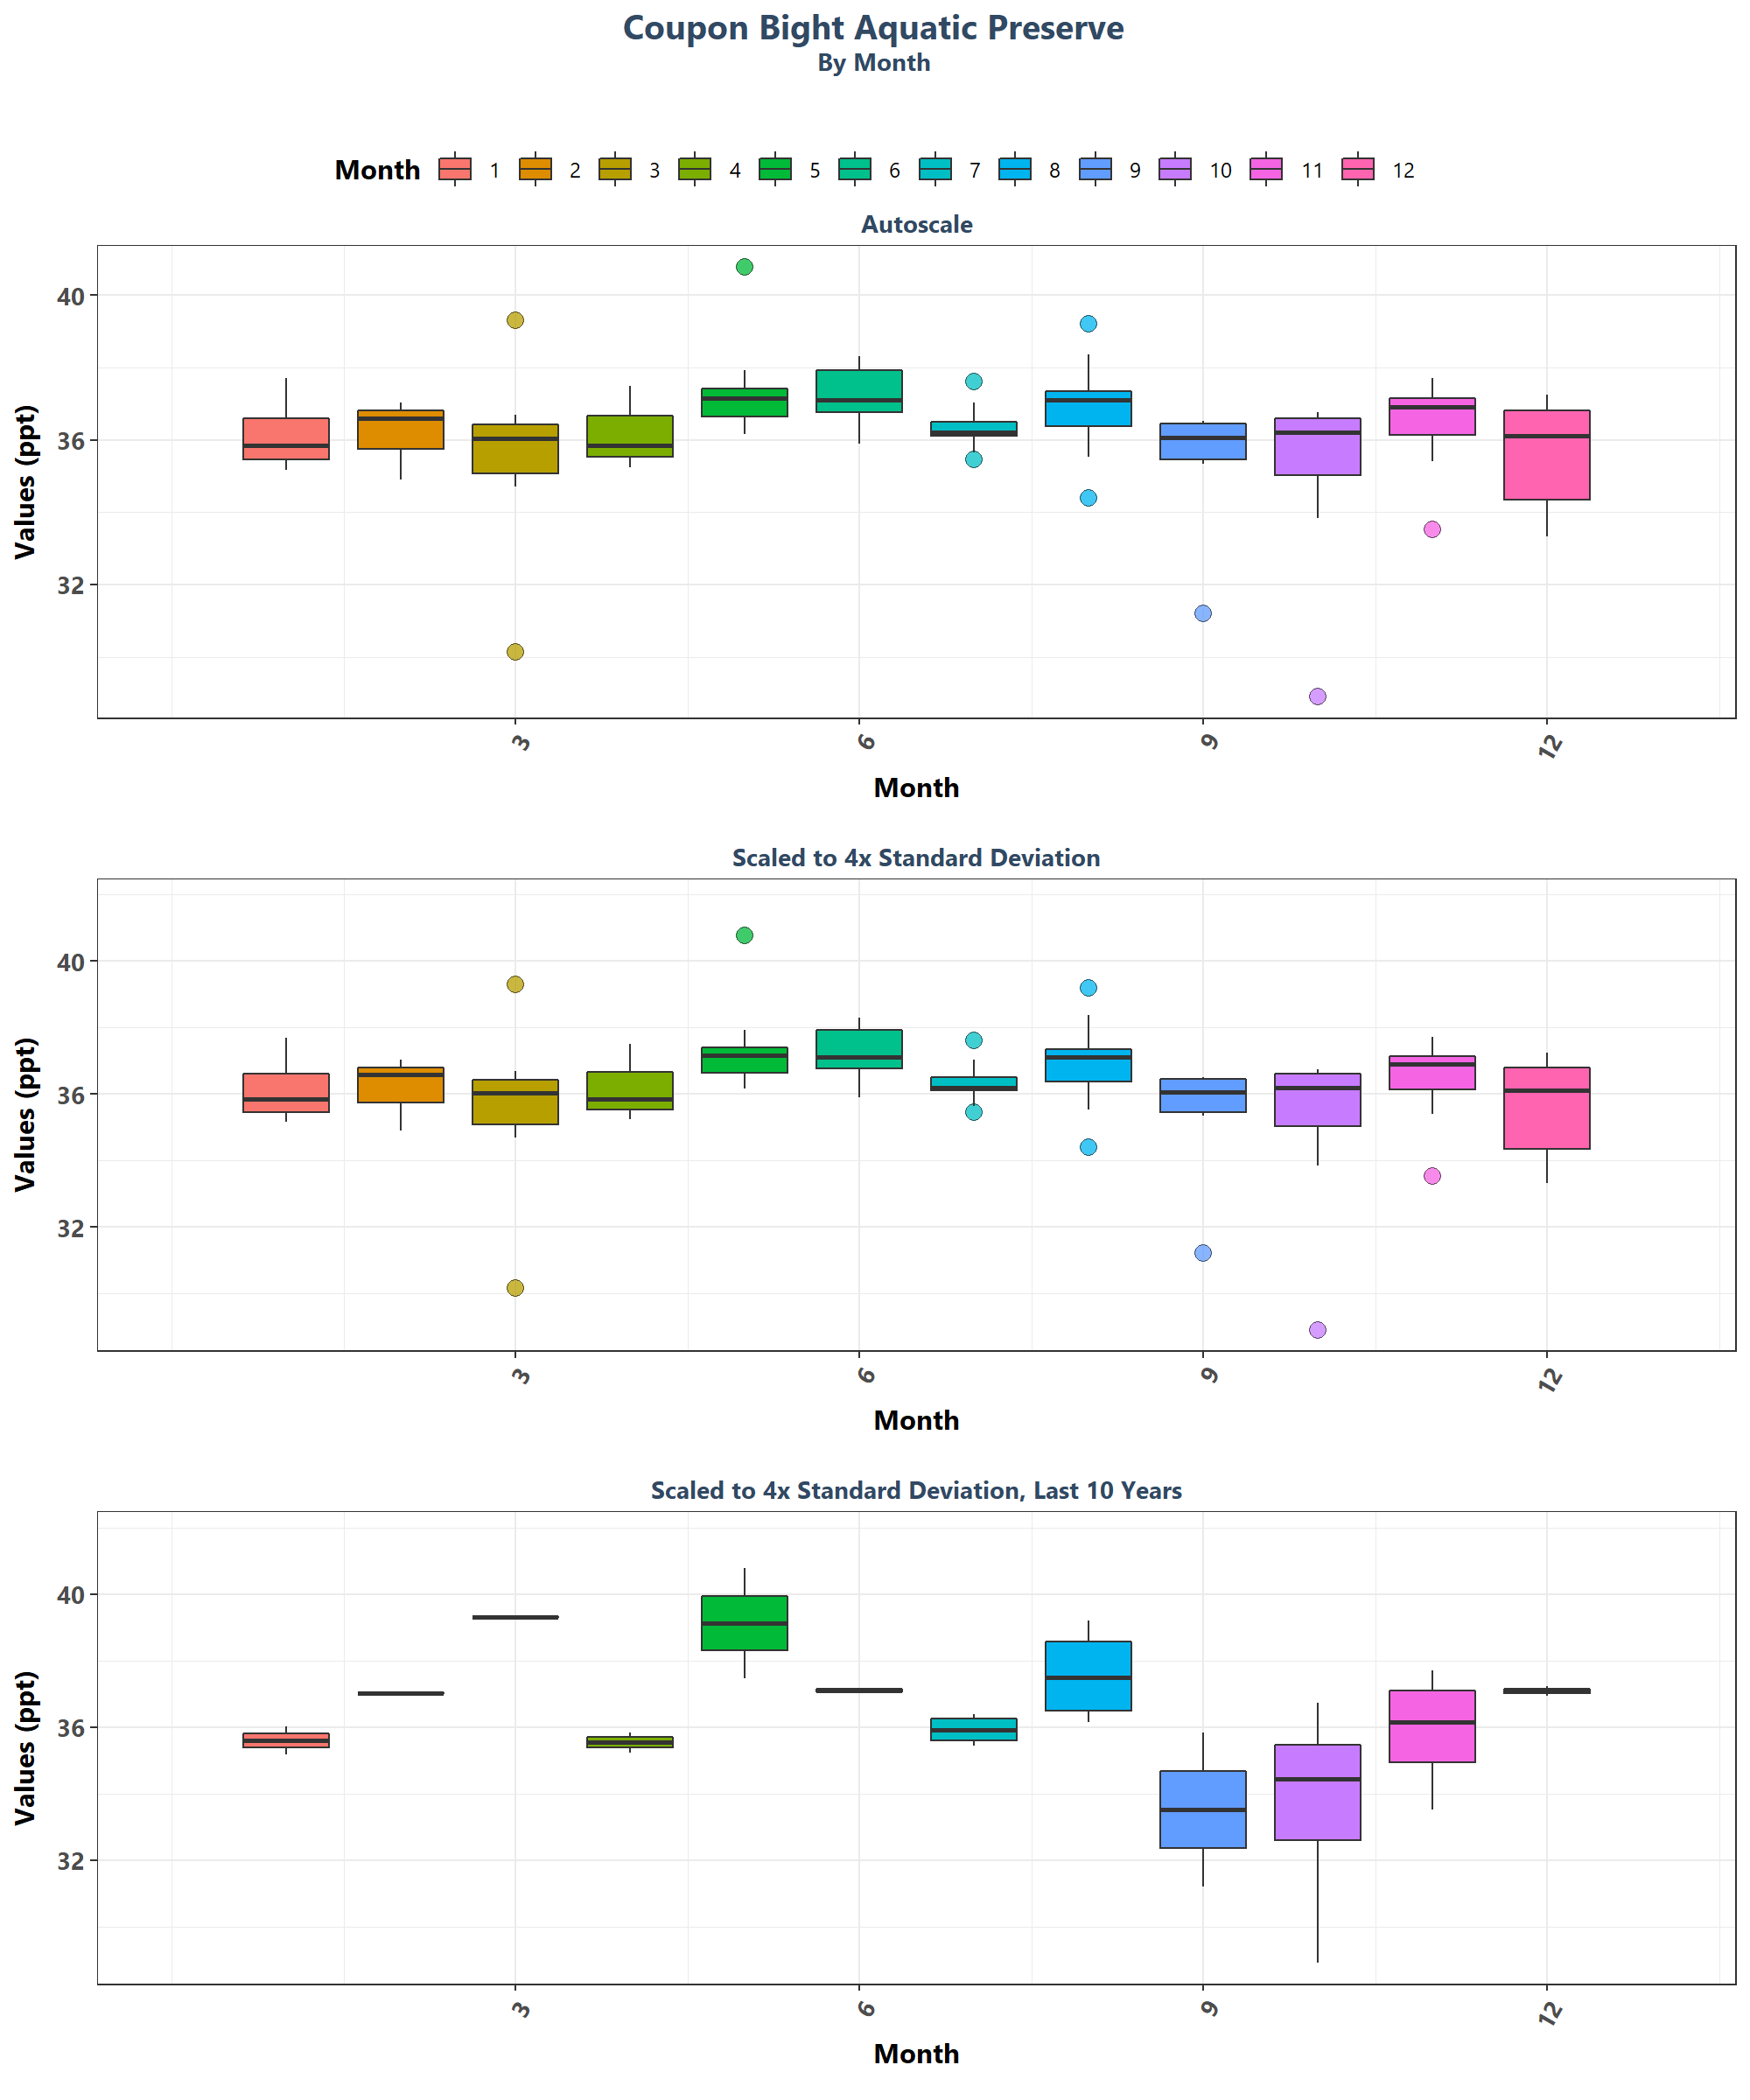 Coupon Bight Aquatic Preserve
By Month
Month 1 2 3 4 5 6 7 8 9 10 11 12
Autoscale
Values (ppt)
40
36
32
3 6 9 12
Month
Scaled to 4x Standard Deviation
Values (ppt)
40
36
32
3 6 9 12
Month
Scaled to 4x Standard Deviation, Last 10 Years
Values (ppt)
40
36
32
3 6 9 12
Month